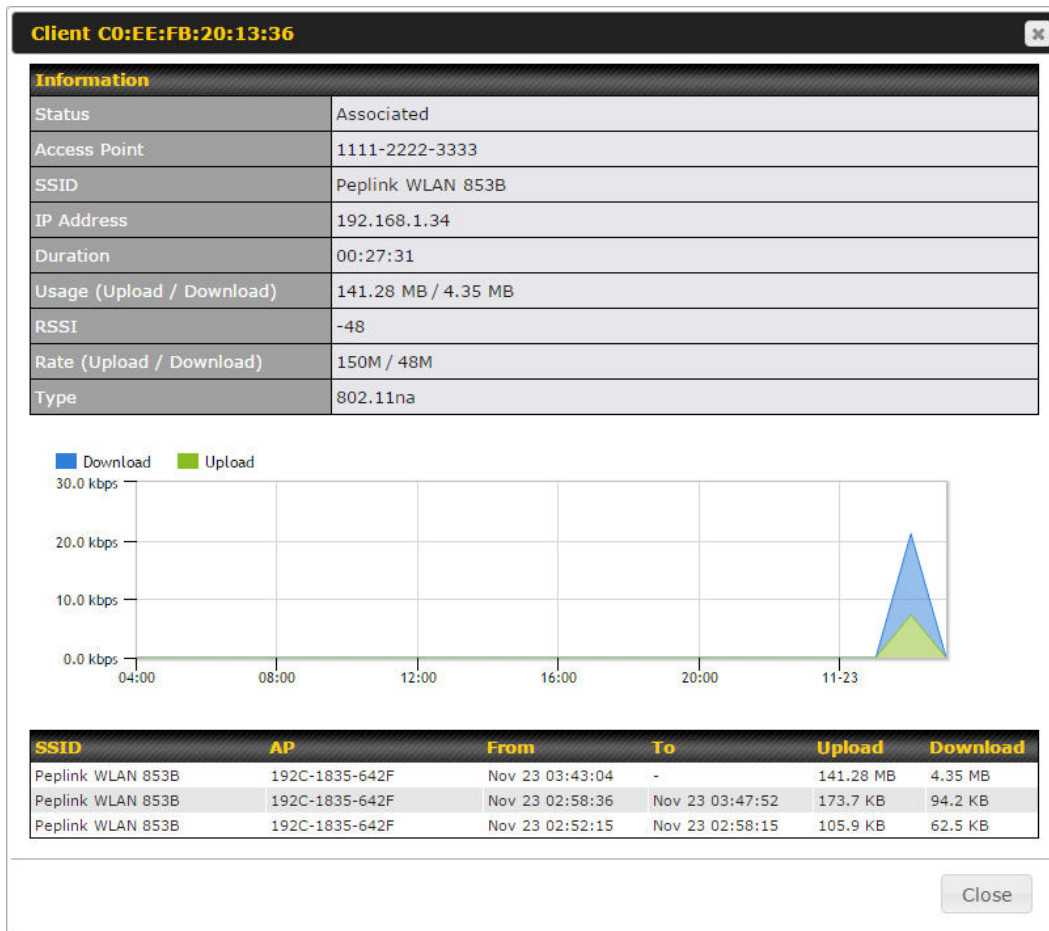 Client C0:EE:FB:20:13:36
Information
Status Associated
Access Point 1111-2222-3333
SSID Peplink WLAN 853B
IP Address 192.168.1.34
Duration 00:27:31
Usage (Upload / Download) 141.28 MB / 4.35 MB
RSSI -48
Rate (Upload / Download) 150M / 48M
Type 802.11na
Download Upload
30.0 kbps
20.0 kbps
10.0 kbps
0.0 kbps
04:00 08:00 12:00 16:00 20:00 11-23
SSID AP From To Upload Download
Peplink WLAN 853B 192C-1835-642F Nov 23 03:43:04 - 141.28 MB 4.35 MB
Peplink WLAN 853B 192C-1835-642F Nov 23 02:58:36 Nov 23 03:47:52 173.7 KB 94.2 KB
Peplink WLAN 853B 192C-1835-642F Nov 23 02:52:15 Nov 23 02:58:15 105.9 KB 62.5 KB
Close